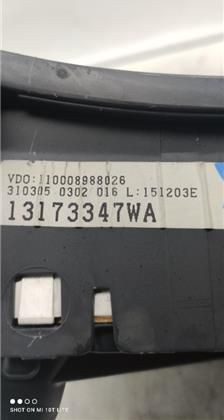 VDO:110008988026
310305 0302 016 L:151203E
13173347WA
SHOT ON MI 10T LITE